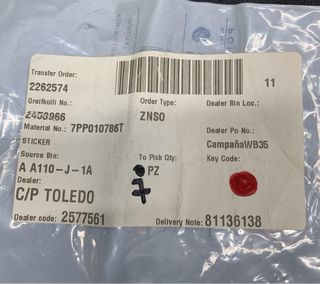 Transfer Order:
2262574
11
Greifkolli No.:
Order Type:
Dealer Bin Loc.:
2453966
ZNSO
Material No.: 7PP010786T
Dealer Po No:
STICKER
CampañaWB35
Source Bin:
To Pick Qty:
Key Code:
A A110-J-1A
PZ
7
Dealer:
C/P TOLEDO
Dealer code: 2577561
Delivery Note: 81136138